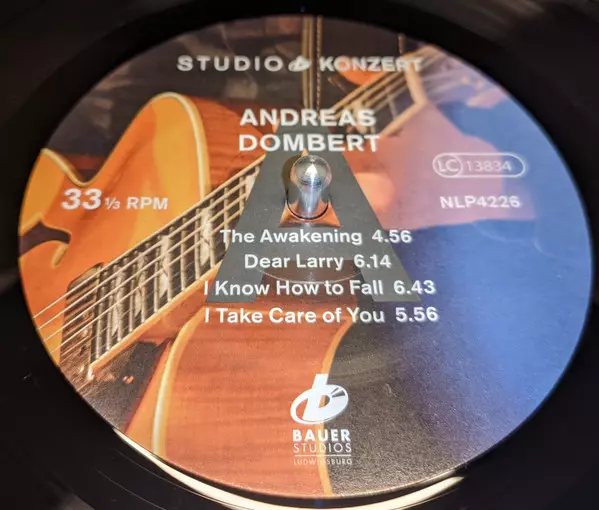 STUDIO b KONZERT
ANDREAS
DOMBERT
LC 13834
33 1/3 RPM
NLP4226
A
The Awakening 4.56
Dear Larry 6.14
I Know How to Fall 6.43
I Take Care of You 5.56
b
BAUER
STUDIOS
LUDWIGSBURG